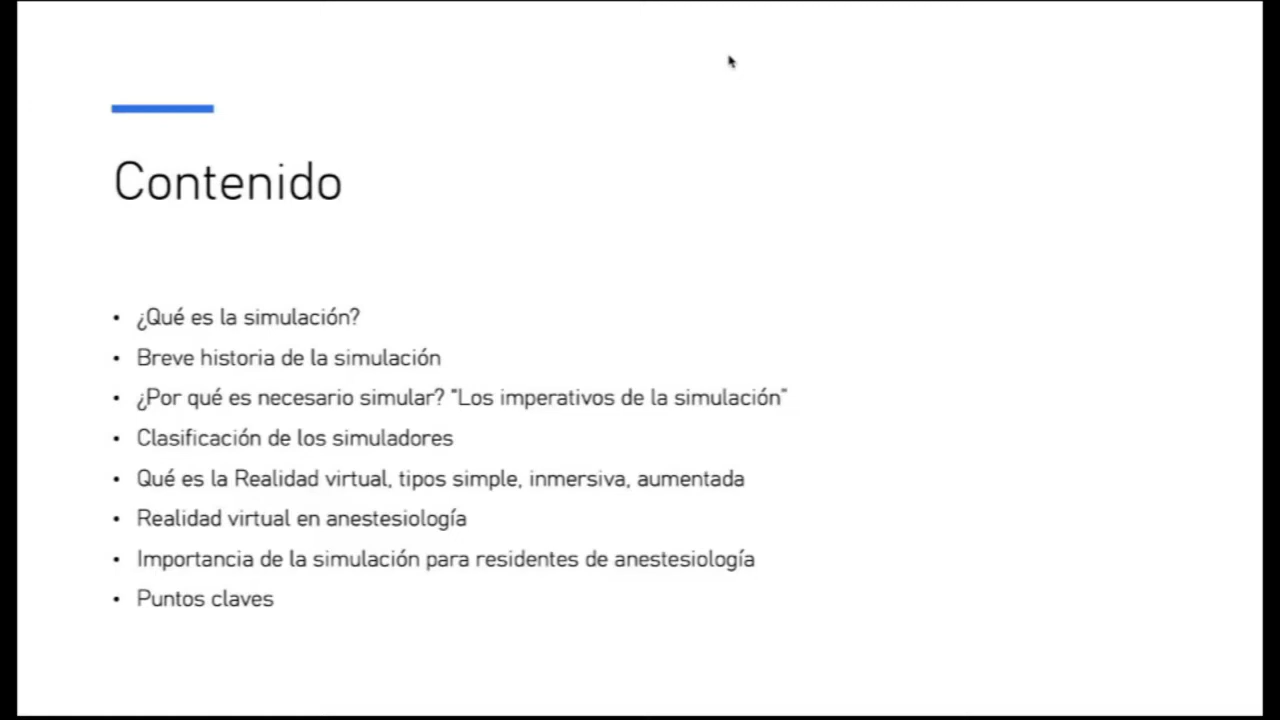 Contenido
• ¿Qué es la simulación?
• Breve historia de la simulación
• ¿Por qué es necesario simular? "Los imperativos de la simulación"
• Clasificación de los simuladores
• Qué es la Realidad virtual, tipos simple, inmersiva, aumentada
• Realidad virtual en anestesiología
• Importancia de la simulación para residentes de anestesiología
• Puntos claves